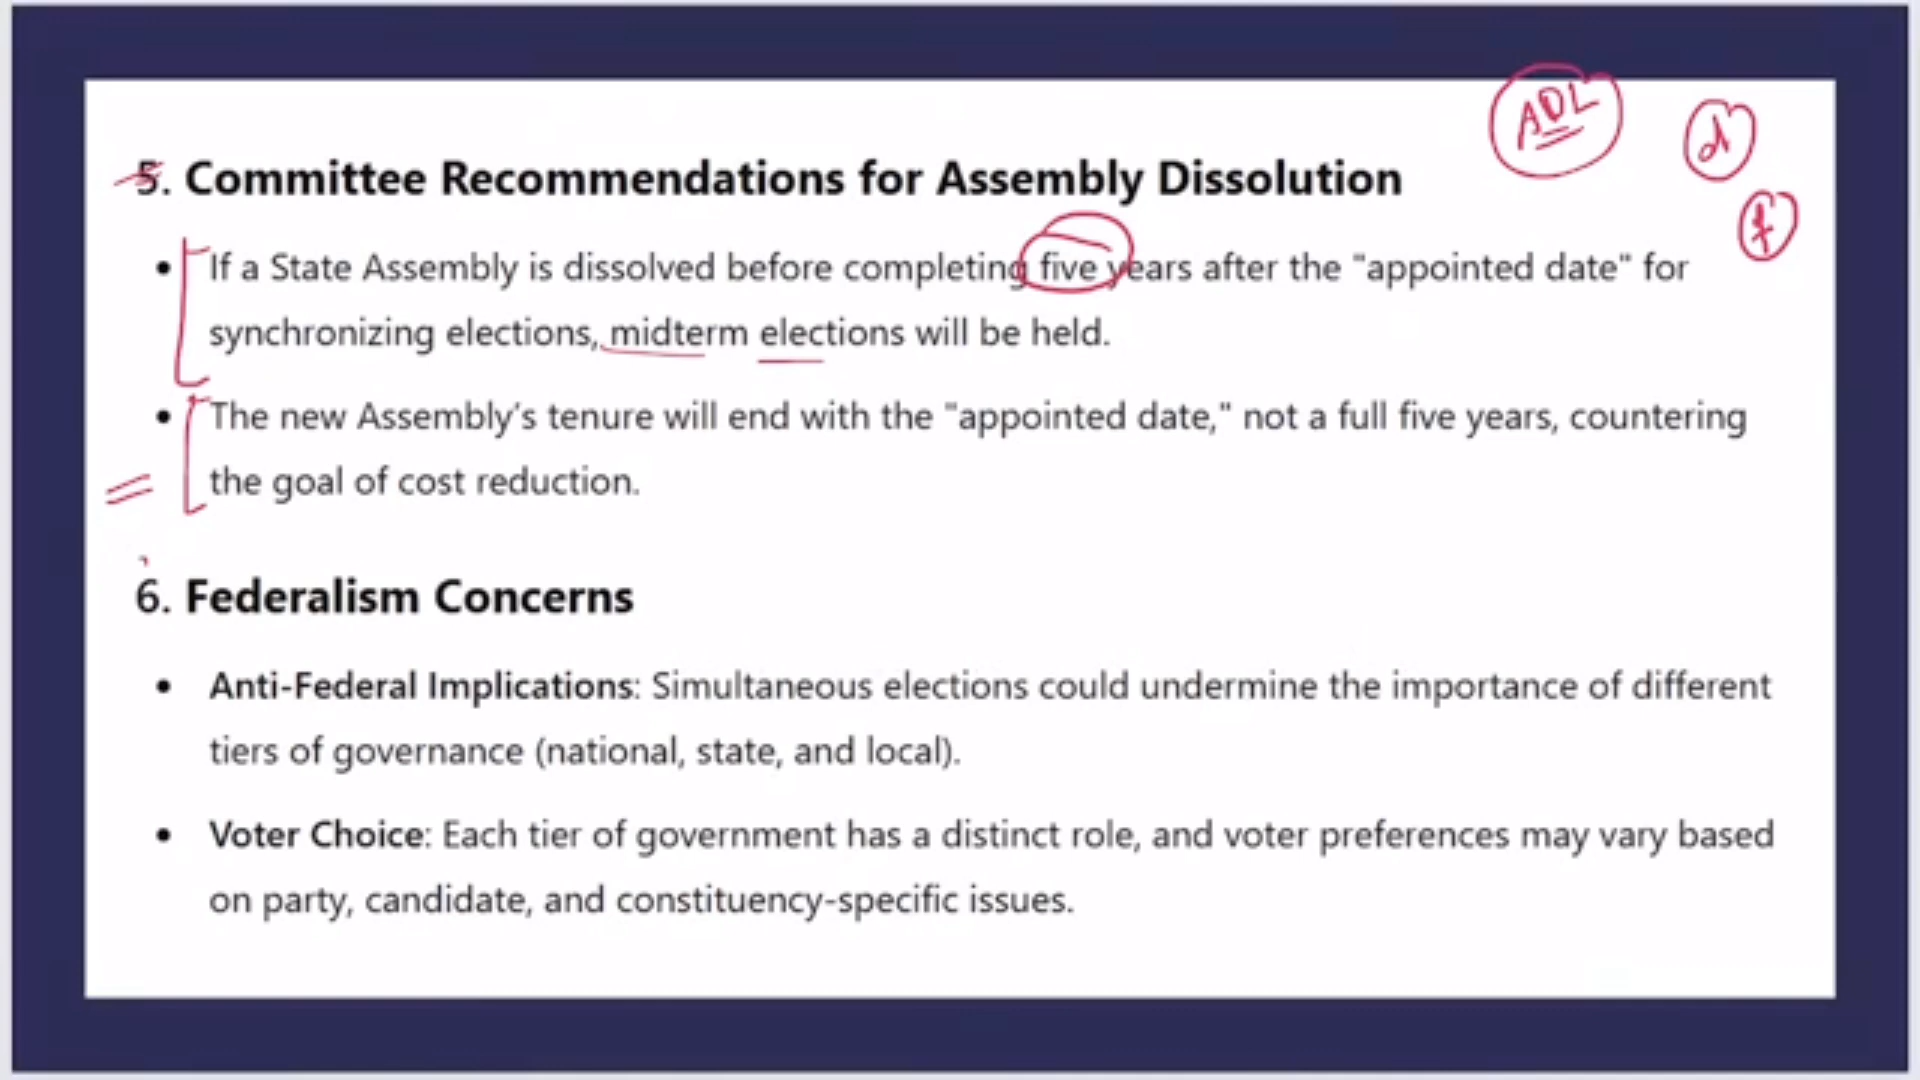 ADL
d
5. Committee Recommendations for Assembly Dissolution
f
• If a State Assembly is dissolved before completing five years after the "appointed date" for
synchronizing elections, midterm elections will be held.
• The new Assembly's tenure will end with the "appointed date," not a full five years, countering
the goal of cost reduction.
6. Federalism Concerns
• Anti-Federal Implications: Simultaneous elections could undermine the importance of different
tiers of governance (national, state, and local).
• Voter Choice: Each tier of government has a distinct role, and voter preferences may vary based
on party, candidate, and constituency-specific issues.